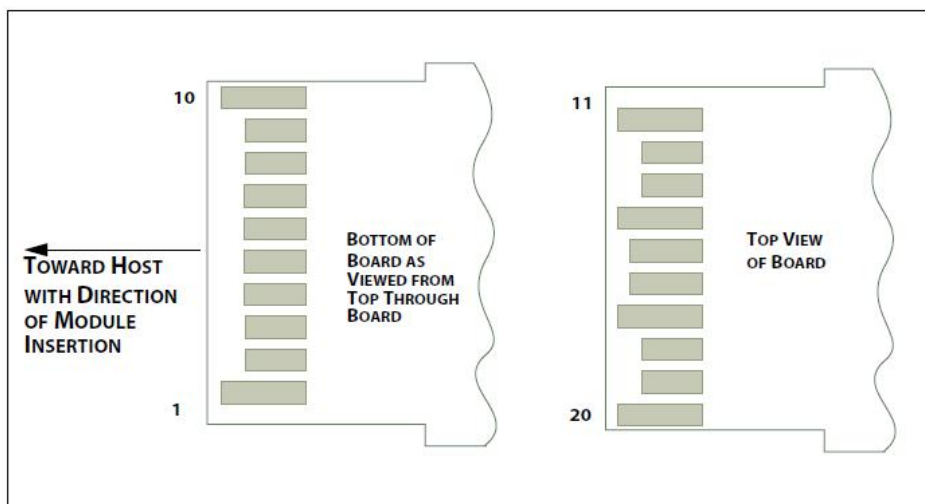 10
1
TOWARD HOST
WITH DIRECTION
OF MODULE
INSERTION
BOTTOM OF
BOARD AS
VIEWED FROM
TOP THROUGH
BOARD
11
20
TOP VIEW
OF BOARD